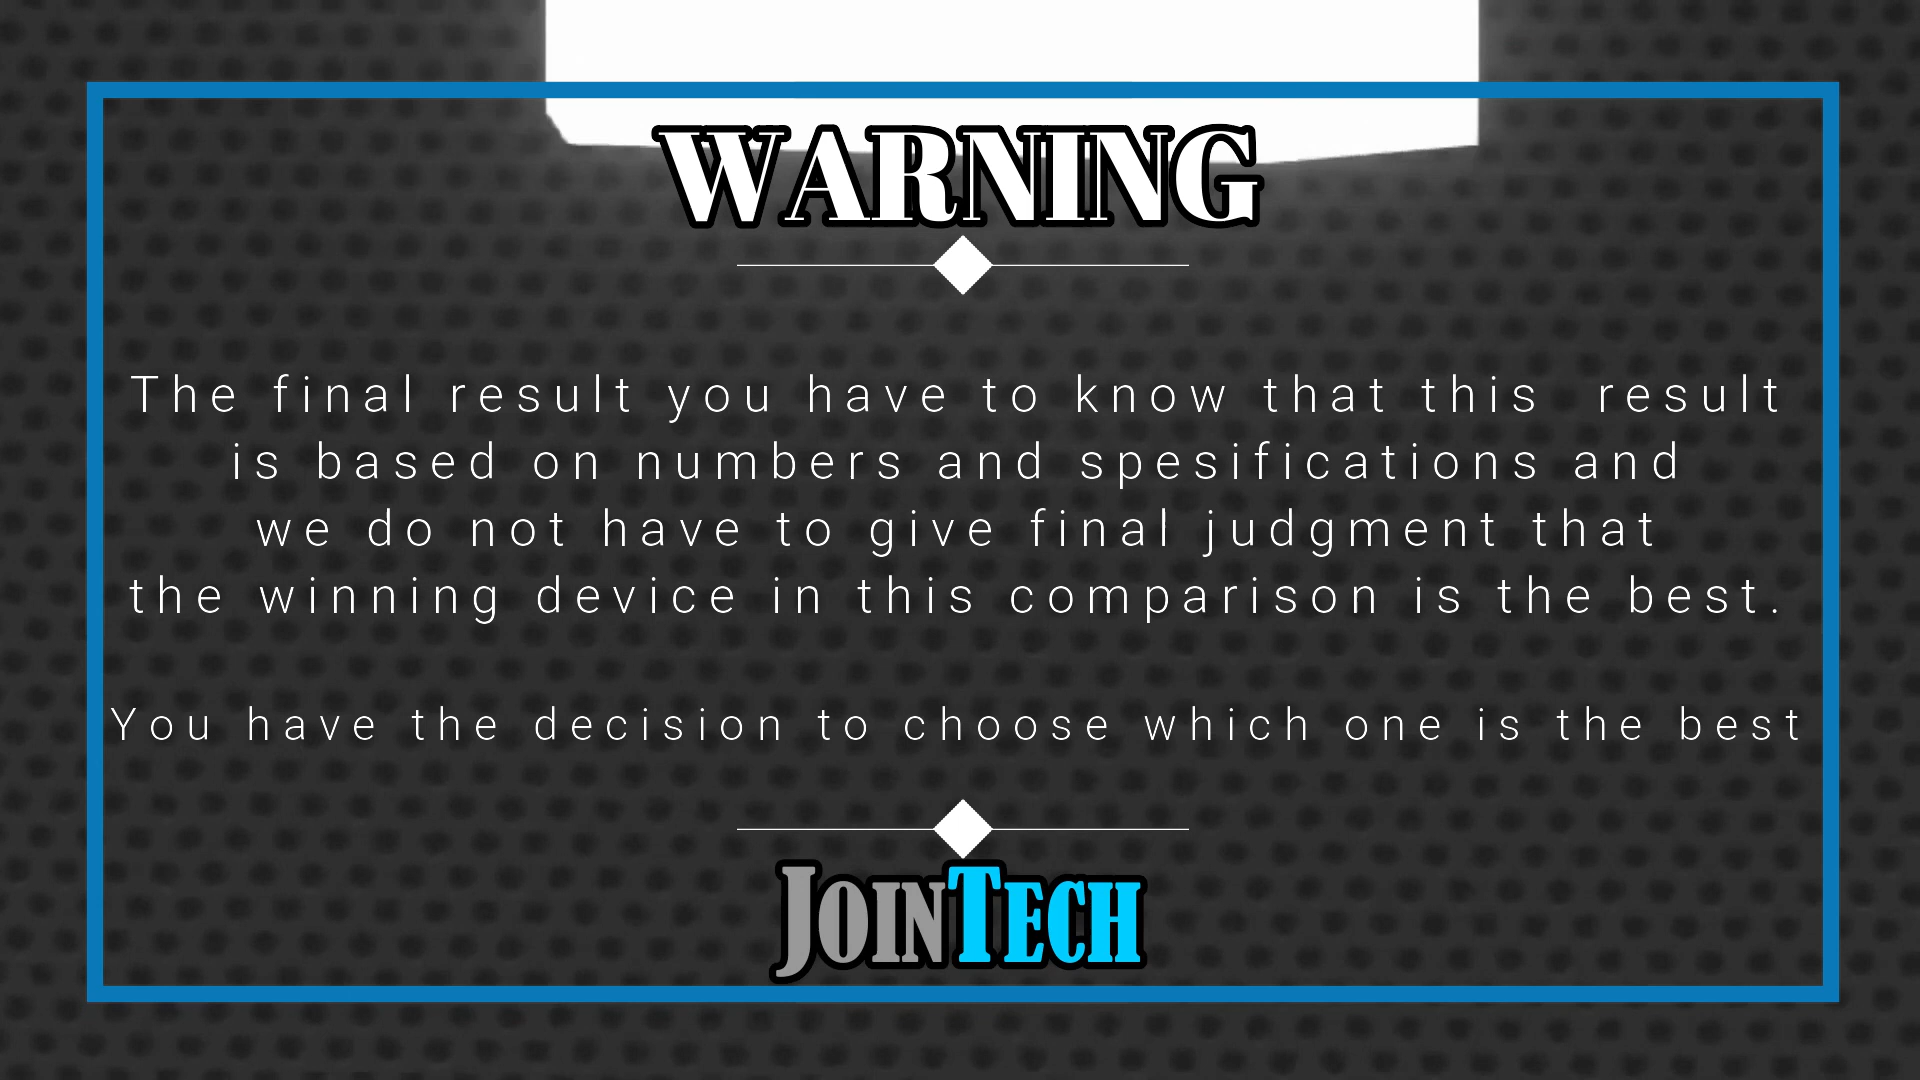 WARNING
The final result you have to know that this result
is based on numbers and spesifications and
we do not have to give final judgment that
the winning device in this comparison is the best.
You have the decision to choose which one is the best
JOINTECH